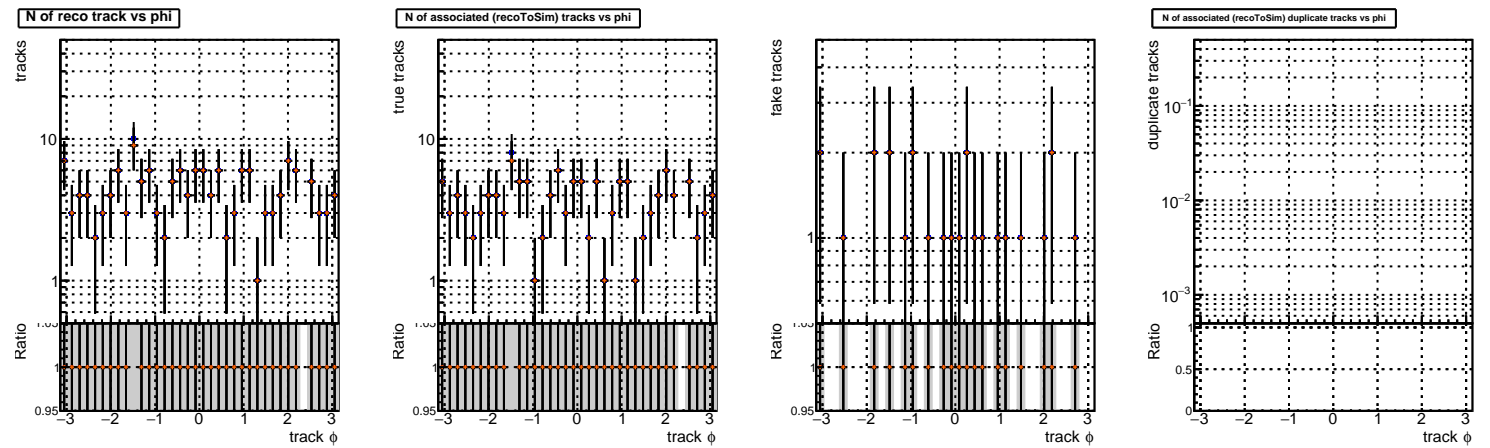 N of reco track vs phi
tracks
10
1
Ratio
1
0.95
−3 −2 −1 0 1 2 3
track ϕ
N of associated (recoToSim) tracks vs phi
true tracks
10
1
Ratio
1
0.95
−3 −2 −1 0 1 2 3
track ϕ
fake tracks
1
Ratio
1
0.95
−3 −2 −1 0 1 2 3
track ϕ
N of associated (recoToSim) duplicate tracks vs phi
duplicate tracks
10−1
10−2
10−3
Ratio
1
0.5
0
−3 −2 −1 0 1 2 3
track ϕ